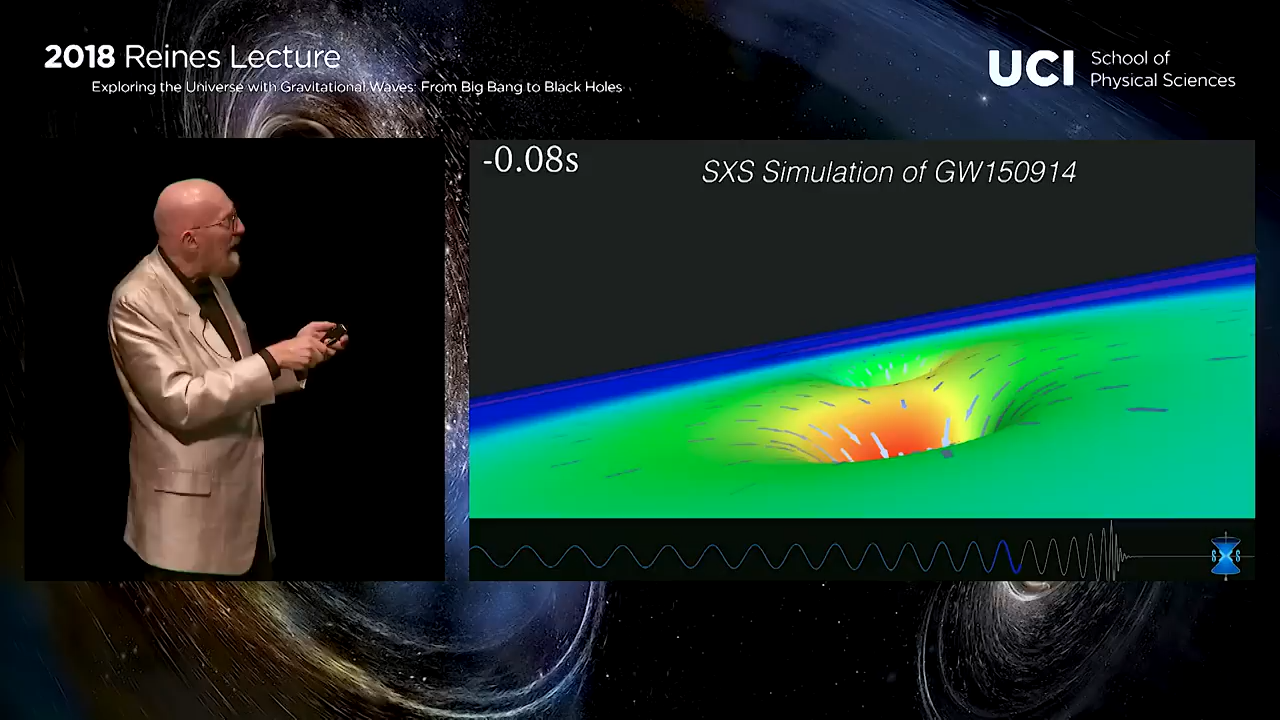 2018 Reines Lecture
Exploring the Universe with Gravitational Waves: From Big Bang to Black Holes
UCI School of
Physical Sciences
-0.08s
SXS Simulation of GW150914
SXS